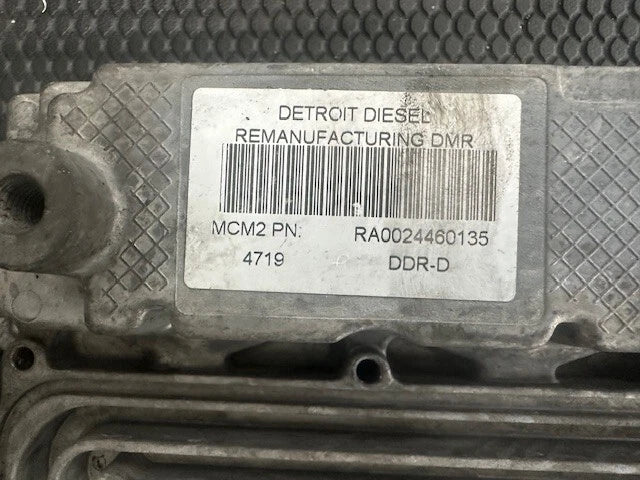 DETROIT DIESEL
REMANUFACTURING DMR
MCM2 PN: RA0024460135
4719 DDR-D